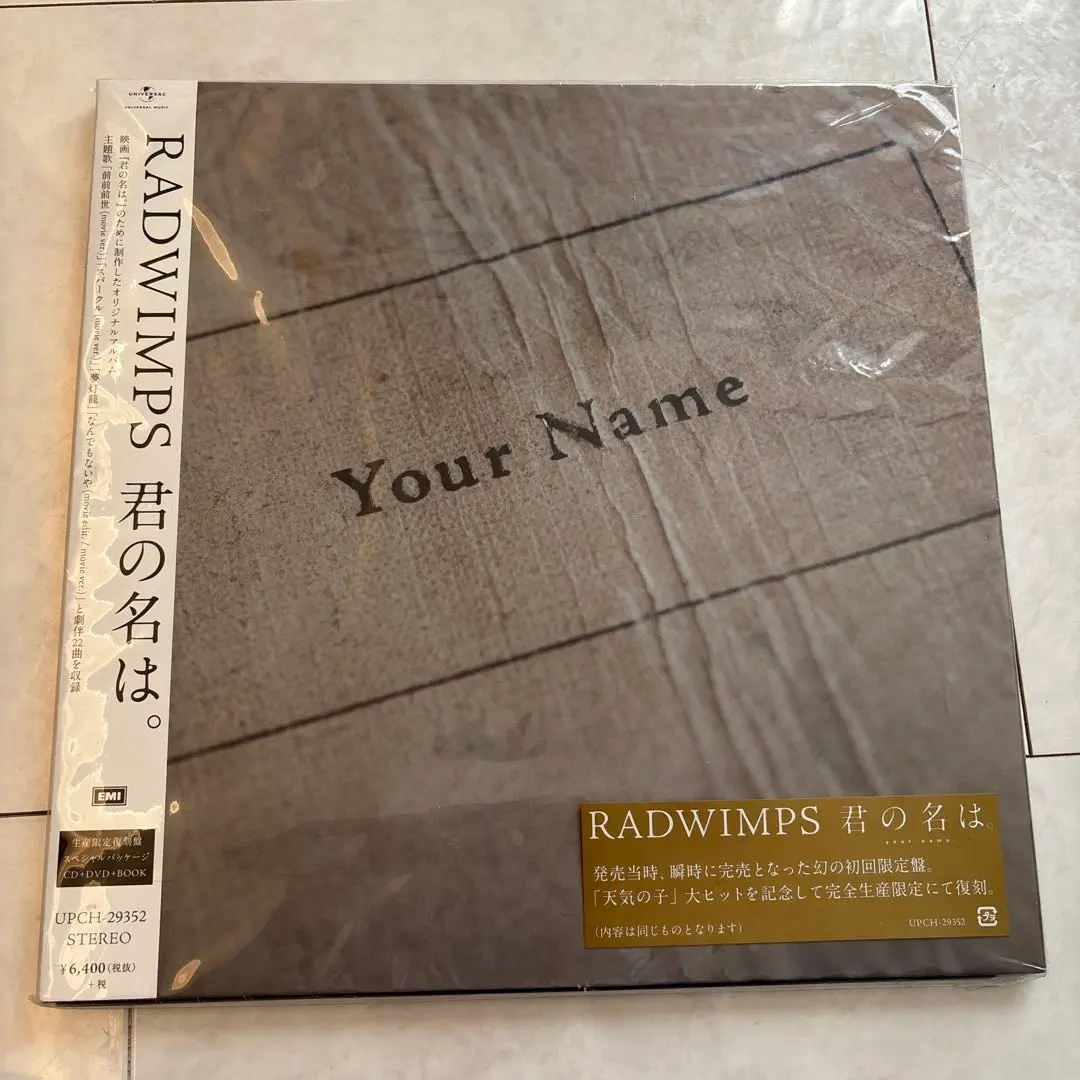 UNIVERSAL
UNIVERSAL MUSIC
RADWIMPS 君の名は。
映画『君の名は。』のために制作したオリジナルアルバム
主題歌「前前前世 (movie ver.)」「スパークル (movie ver.)」「夢灯籠」「なんでもないや (movie edit. / movie ver.)」と劇伴22曲を収録
EMI
生産限定復刻盤
スペシャルパッケージ
CD+DVD+BOOK
UPCH-29352
STEREO
¥6,400(税抜)
+税
Your Name
RADWIMPS 君の名は。
your name.
発売当時、瞬時に完売となった幻の初回限定盤。
「天気の子」大ヒットを記念して完全生産限定にて復刻。
(内容は同じものとなります)
UPCH-29352
プラ